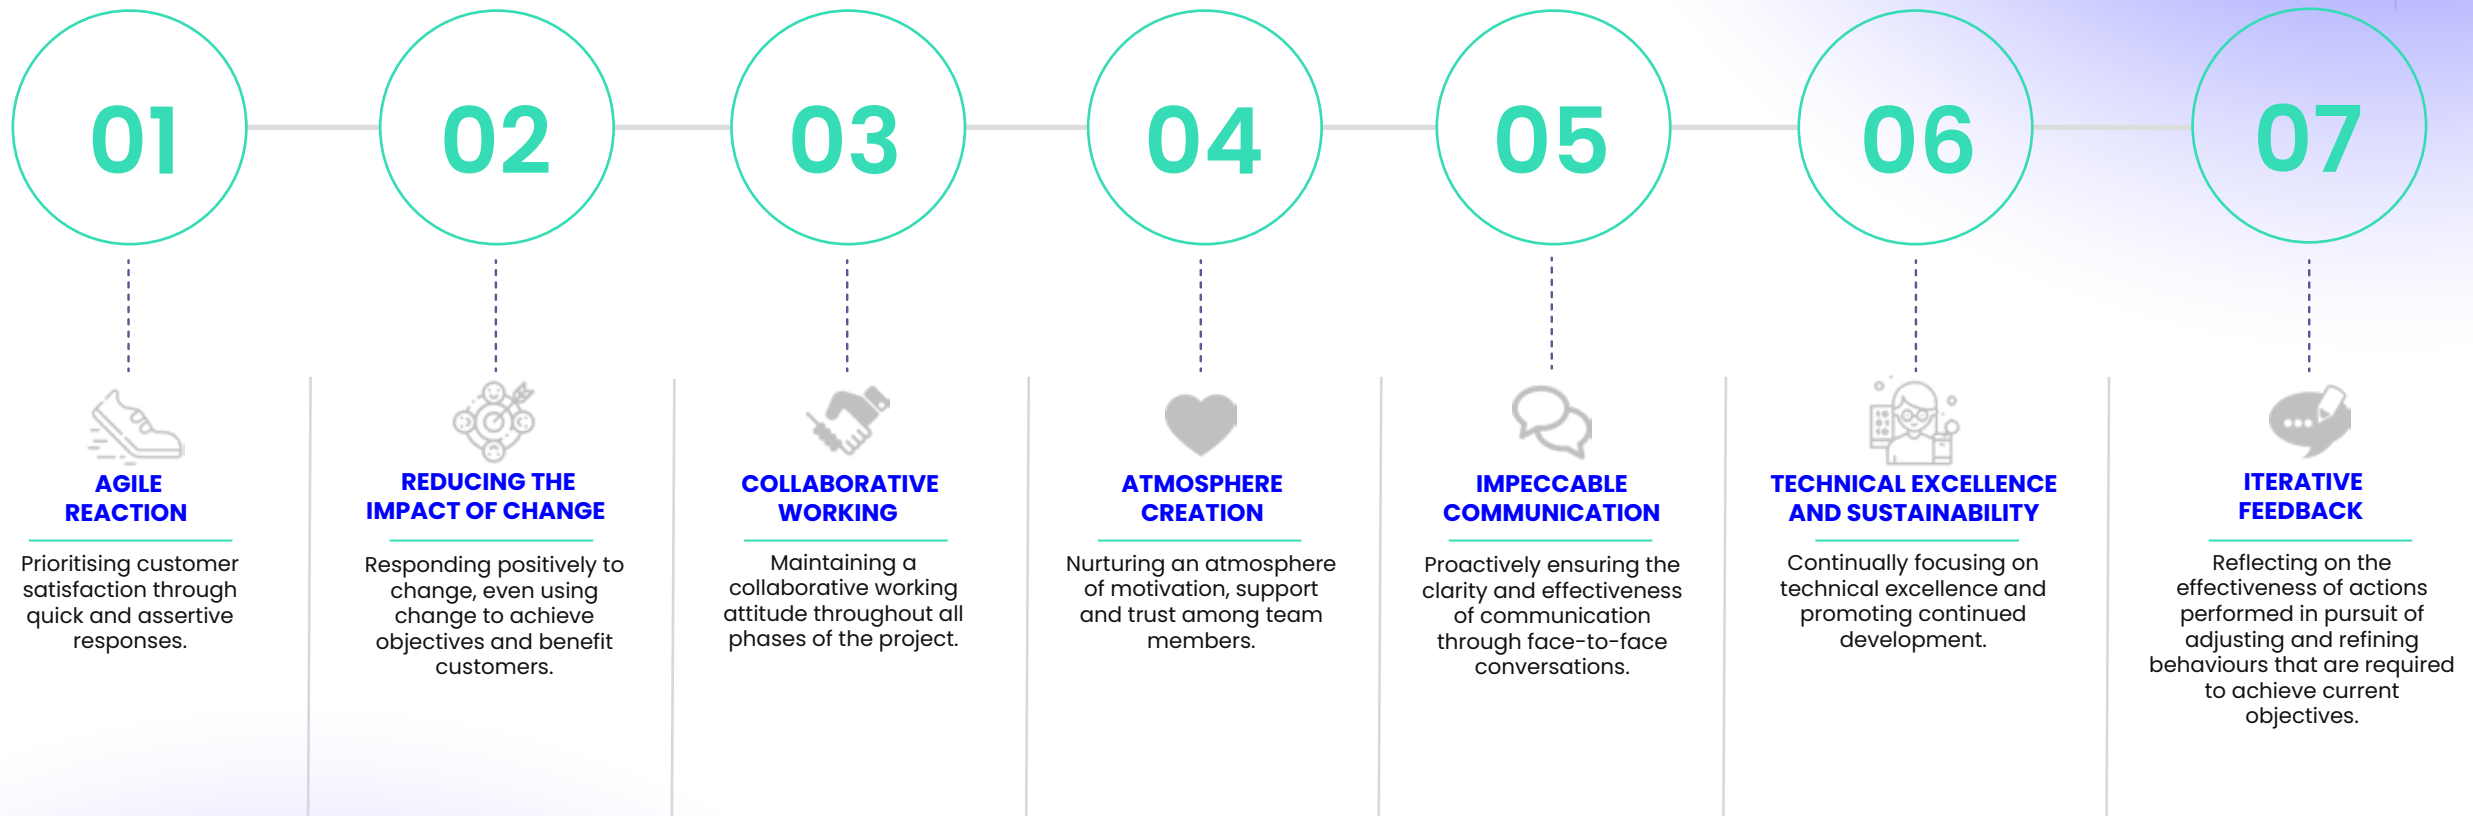 01
02
03
04
05
06
07
AGILE
REACTION
Prioritising customer
satisfaction through
quick and assertive
responses.
REDUCING THE
IMPACT OF CHANGE
Responding positively to
change, even using
change to achieve
objectives and benefit
customers.
COLLABORATIVE
WORKING
Maintaining a
collaborative working
attitude throughout all
phases of the project.
ATMOSPHERE
CREATION
Nurturing an atmosphere
of motivation, support
and trust among team
members.
IMPECCABLE
COMMUNICATION
Proactively ensuring the
clarity and effectiveness
of communication
through face-to-face
conversations.
TECHNICAL EXCELLENCE
AND SUSTAINABILITY
Continually focusing on
technical excellence and
promoting continued
development.
ITERATIVE
FEEDBACK
Reflecting on the
effectiveness of actions
performed in pursuit of
adjusting and refining
behaviours that are required
to achieve current
objectives.